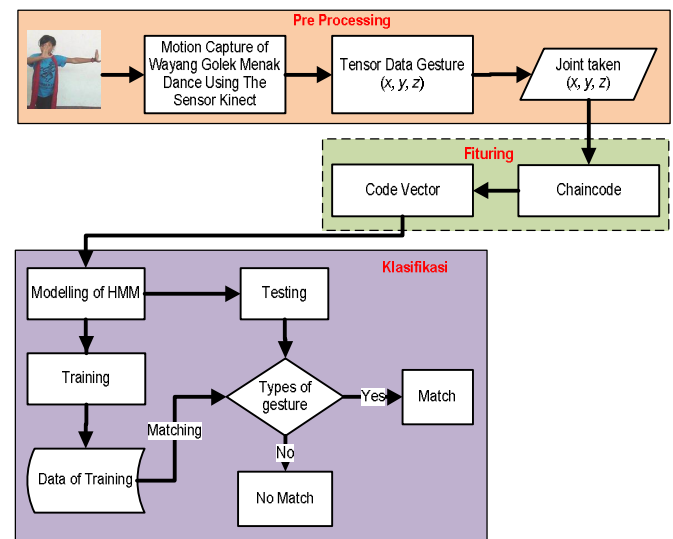 Pre Processing
Motion Capture of
Wayang Golek Menak
Dance Using The
Sensor Kinect
Tensor Data Gesture
(x, y, z)
Joint taken
(x, y, z)
Fituring
Code Vector
Chaincode
Klasifikasi
Modelling of HMM
Testing
Training
Types of
gesture
Yes
Match
Matching
No
Data of Training
No Match